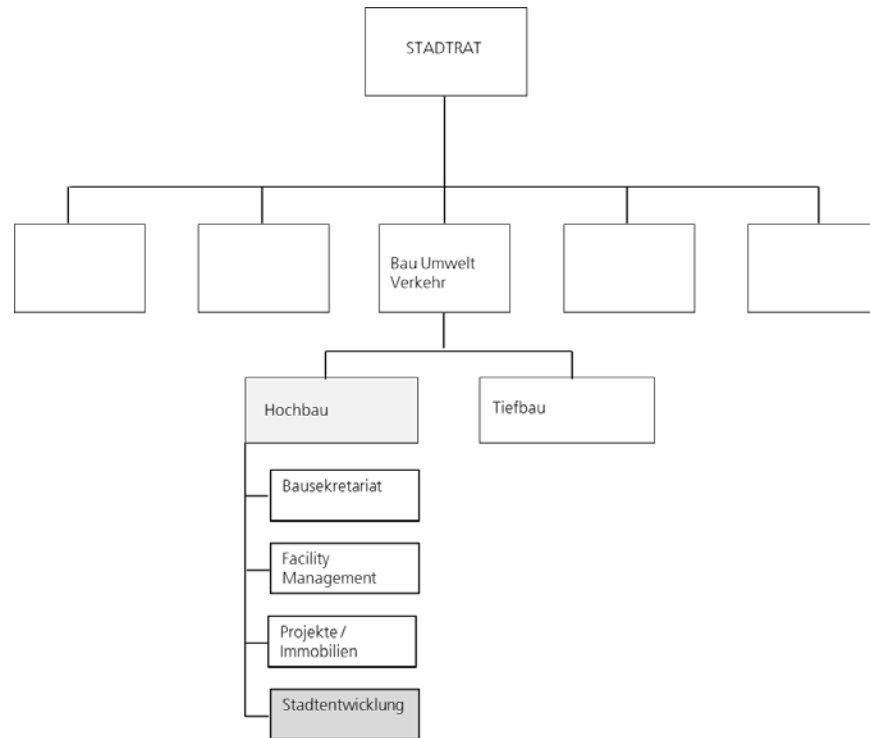 STADTRAT
Bau Umwelt
Verkehr
Hochbau
Tiefbau
Bausekretariat
Facility
Management
Projekte /
Immobilien
Stadtentwicklung